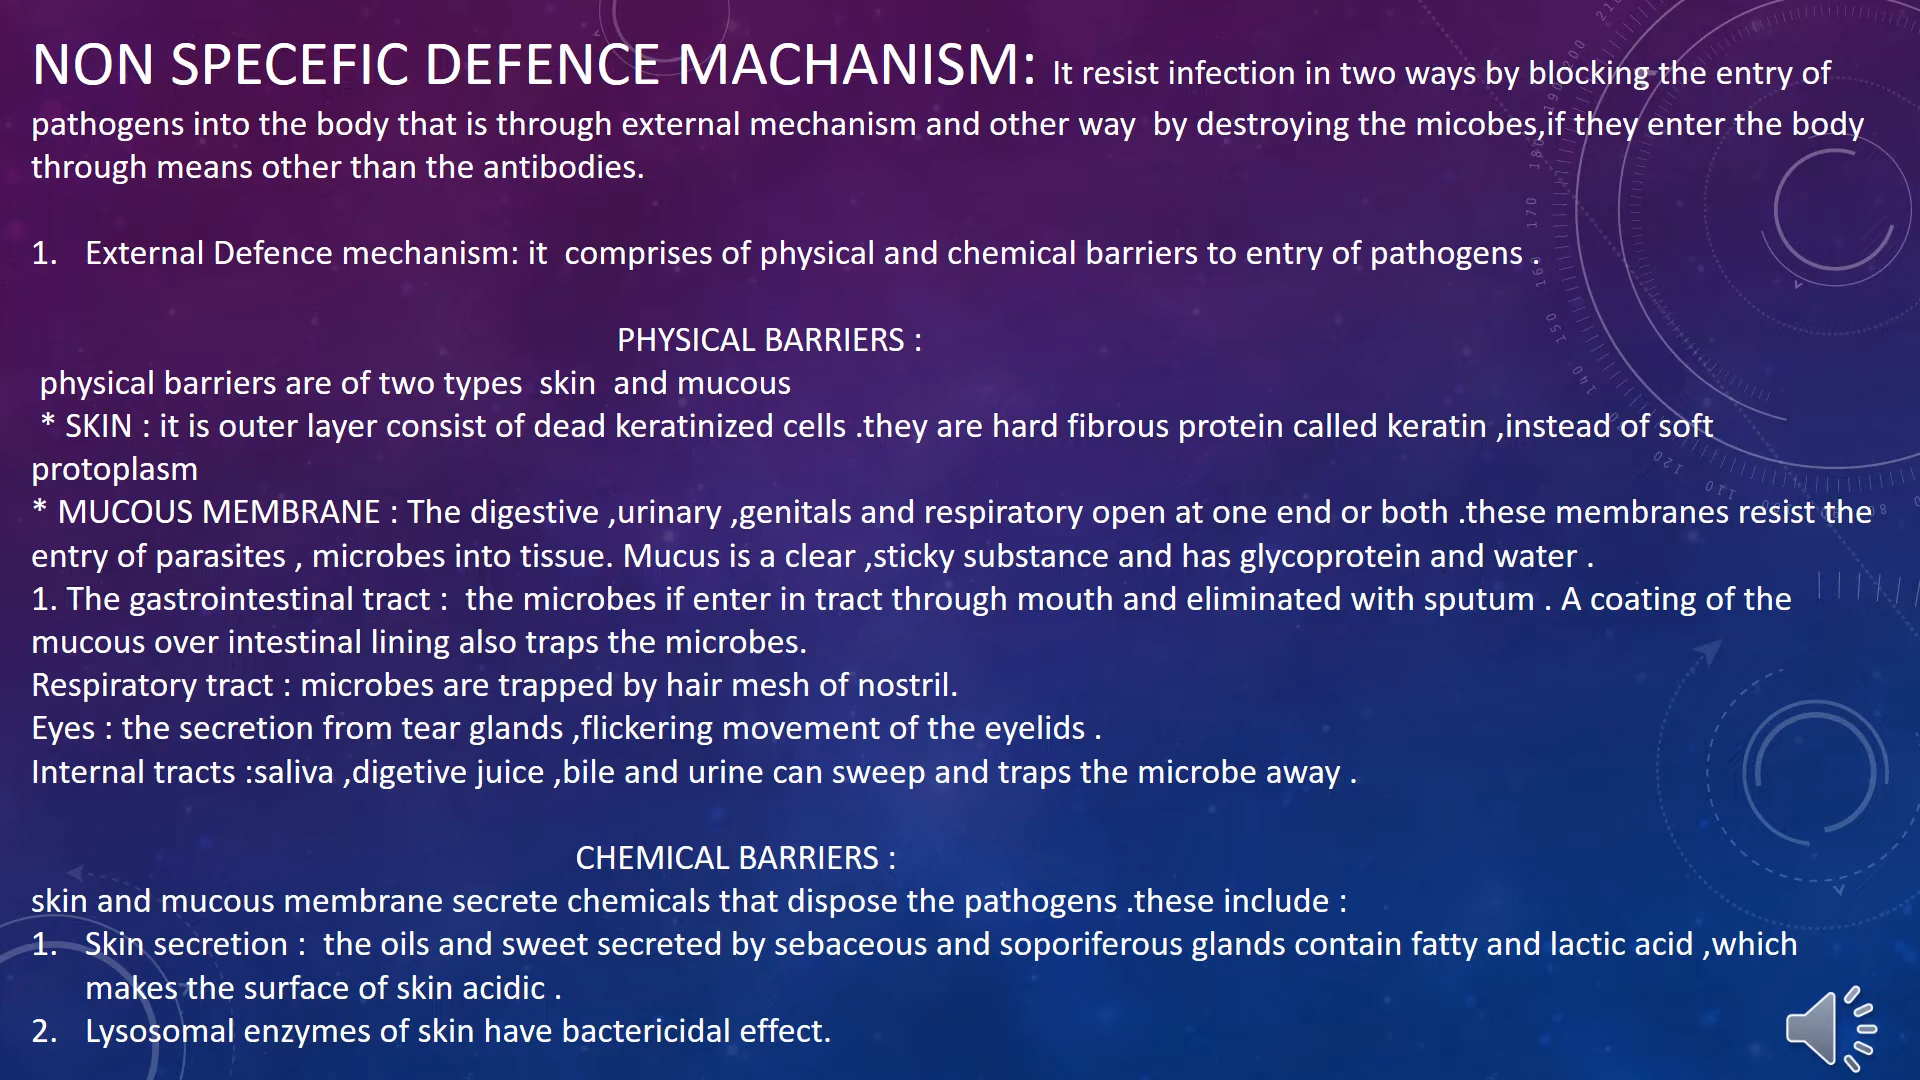 NON SPECEFIC DEFENCE MACHANISM: It resist infection in two ways by blocking the entry of
pathogens into the body that is through external mechanism and other way by destroying the micobes,if they enter the body
through means other than the antibodies.
1. External Defence mechanism: it comprises of physical and chemical barriers to entry of pathogens .
PHYSICAL BARRIERS :
physical barriers are of two types skin and mucous
* SKIN : it is outer layer consist of dead keratinized cells .they are hard fibrous protein called keratin ,instead of soft
protoplasm
* MUCOUS MEMBRANE : The digestive ,urinary ,genitals and respiratory open at one end or both .these membranes resist the
entry of parasites , microbes into tissue. Mucus is a clear ,sticky substance and has glycoprotein and water .
1. The gastrointestinal tract : the microbes if enter in tract through mouth and eliminated with sputum . A coating of the
mucous over intestinal lining also traps the microbes.
Respiratory tract : microbes are trapped by hair mesh of nostril.
Eyes : the secretion from tear glands ,flickering movement of the eyelids .
Internal tracts :saliva ,digetive juice ,bile and urine can sweep and traps the microbe away .
CHEMICAL BARRIERS :
skin and mucous membrane secrete chemicals that dispose the pathogens .these include :
1. Skin secretion : the oils and sweet secreted by sebaceous and soporiferous glands contain fatty and lactic acid ,which
makes the surface of skin acidic .
2. Lysosomal enzymes of skin have bactericidal effect.